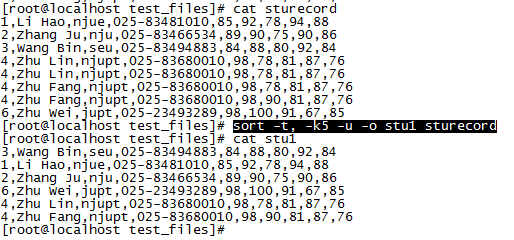 [root@localhost test_files]# cat sturecord
1,Li Hao,njue,025-83481010,85,92,78,94,88
2,Zhang Ju,nju,025-83466534,89,90,75,90,86
3,Wang Bin,seu,025-83494883,84,88,80,92,84
4,Zhu Lin,njupt,025-83680010,98,78,81,87,76
4,Zhu Lin,njupt,025-83680010,98,78,81,87,76
4,Zhu Fang,njupt,025-83680010,98,78,81,87,76
4,Zhu Fang,njupt,025-83680010,98,90,81,87,76
6,Zhu Wei,jupt,025-23493289,98,100,91,67,85
[root@localhost test_files]# sort -t, -k5 -u -o stu1 sturecord
[root@localhost test_files]# cat stu1
3,Wang Bin,seu,025-83494883,84,88,80,92,84
1,Li Hao,njue,025-83481010,85,92,78,94,88
2,Zhang Ju,nju,025-83466534,89,90,75,90,86
6,Zhu Wei,jupt,025-23493289,98,100,91,67,85
4,Zhu Lin,njupt,025-83680010,98,78,81,87,76
4,Zhu Fang,njupt,025-83680010,98,90,81,87,76
[root@localhost test_files]#